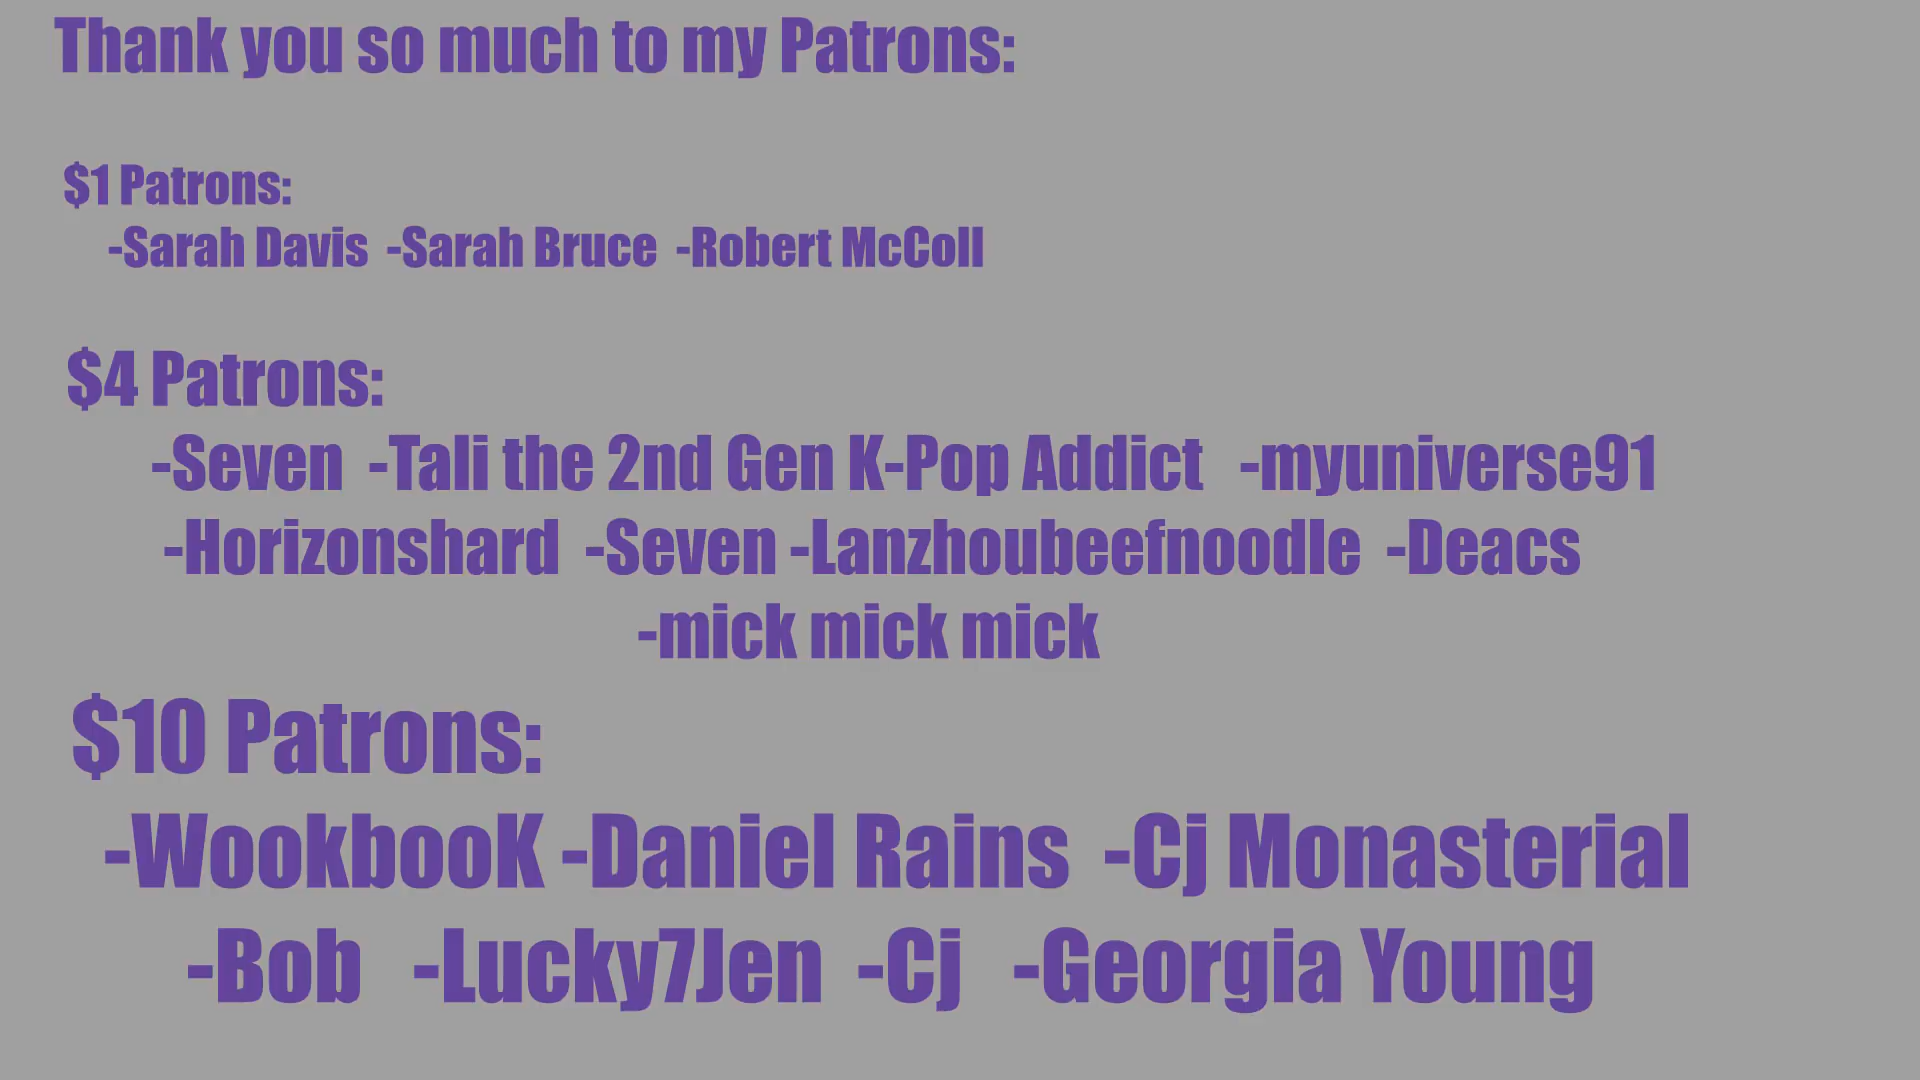 Thank you so much to my Patrons:
$1 Patrons:
-Sarah Davis -Sarah Bruce -Robert McColl
$4 Patrons:
-Seven -Tali the 2nd Gen K-Pop Addict -myuniverse91
-Horizonshard -Seven -Lanzhoubeefnoodle -Deacs
-mick mick mick
$10 Patrons:
-WookbooK -Daniel Rains -Cj Monasterial
-Bob -Lucky7Jen -Cj -Georgia Young